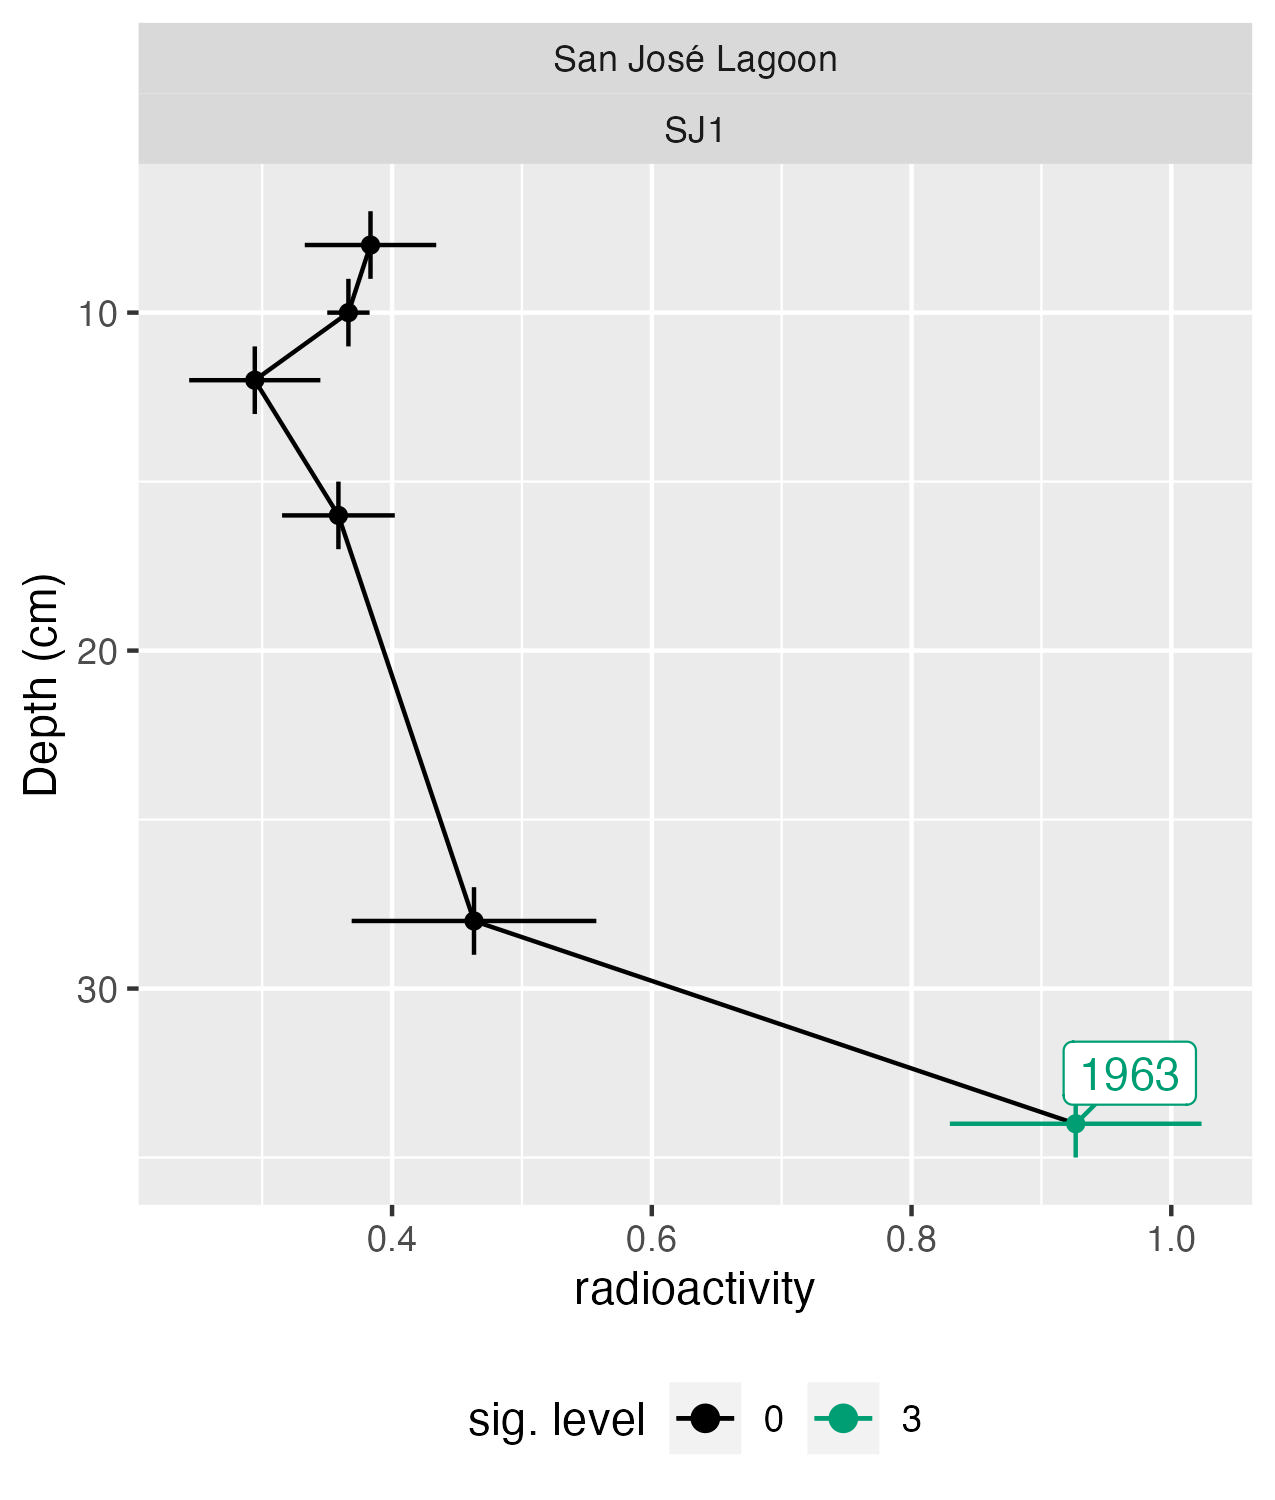 San José Lagoon
SJ1
Depth (cm)
10
20
30
1963
0.4 0.6 0.8 1.0
radioactivity
sig. level 0 3